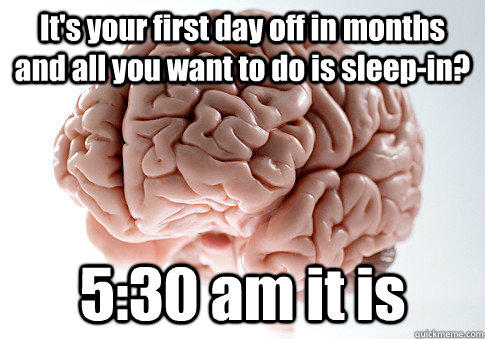 It's your first day off in months
and all you want to do is sleep-in?
5:30 am it is
quickmeme.com